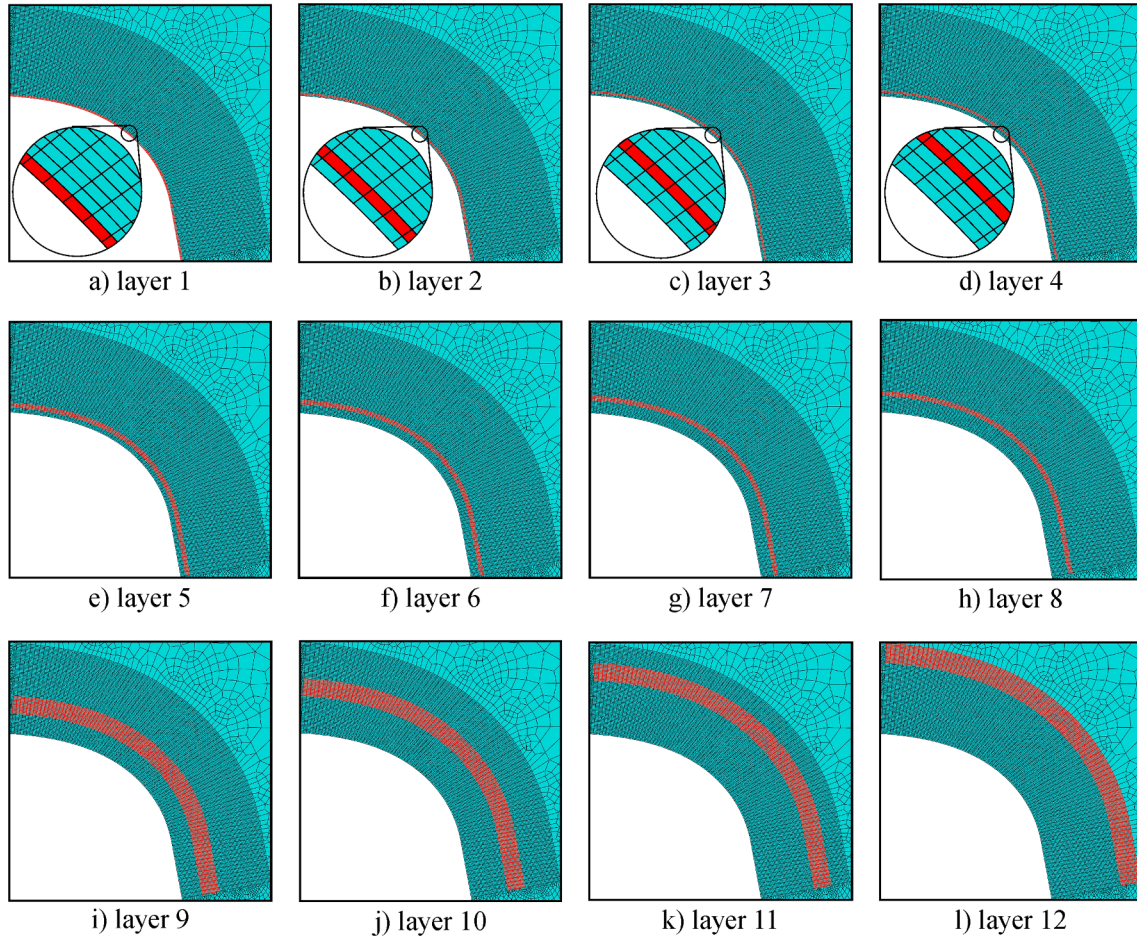 a) layer 1
b) layer 2
c) layer 3
d) layer 4
e) layer 5
f) layer 6
g) layer 7
h) layer 8
i) layer 9
j) layer 10
k) layer 11
l) layer 12